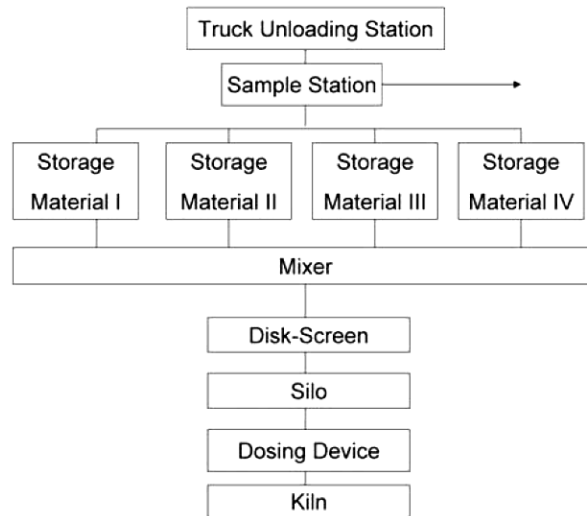 Truck Unloading Station
Sample Station
Storage
Material I
Storage
Material II
Storage
Material III
Storage
Material IV
Mixer
Disk-Screen
Silo
Dosing Device
Kiln